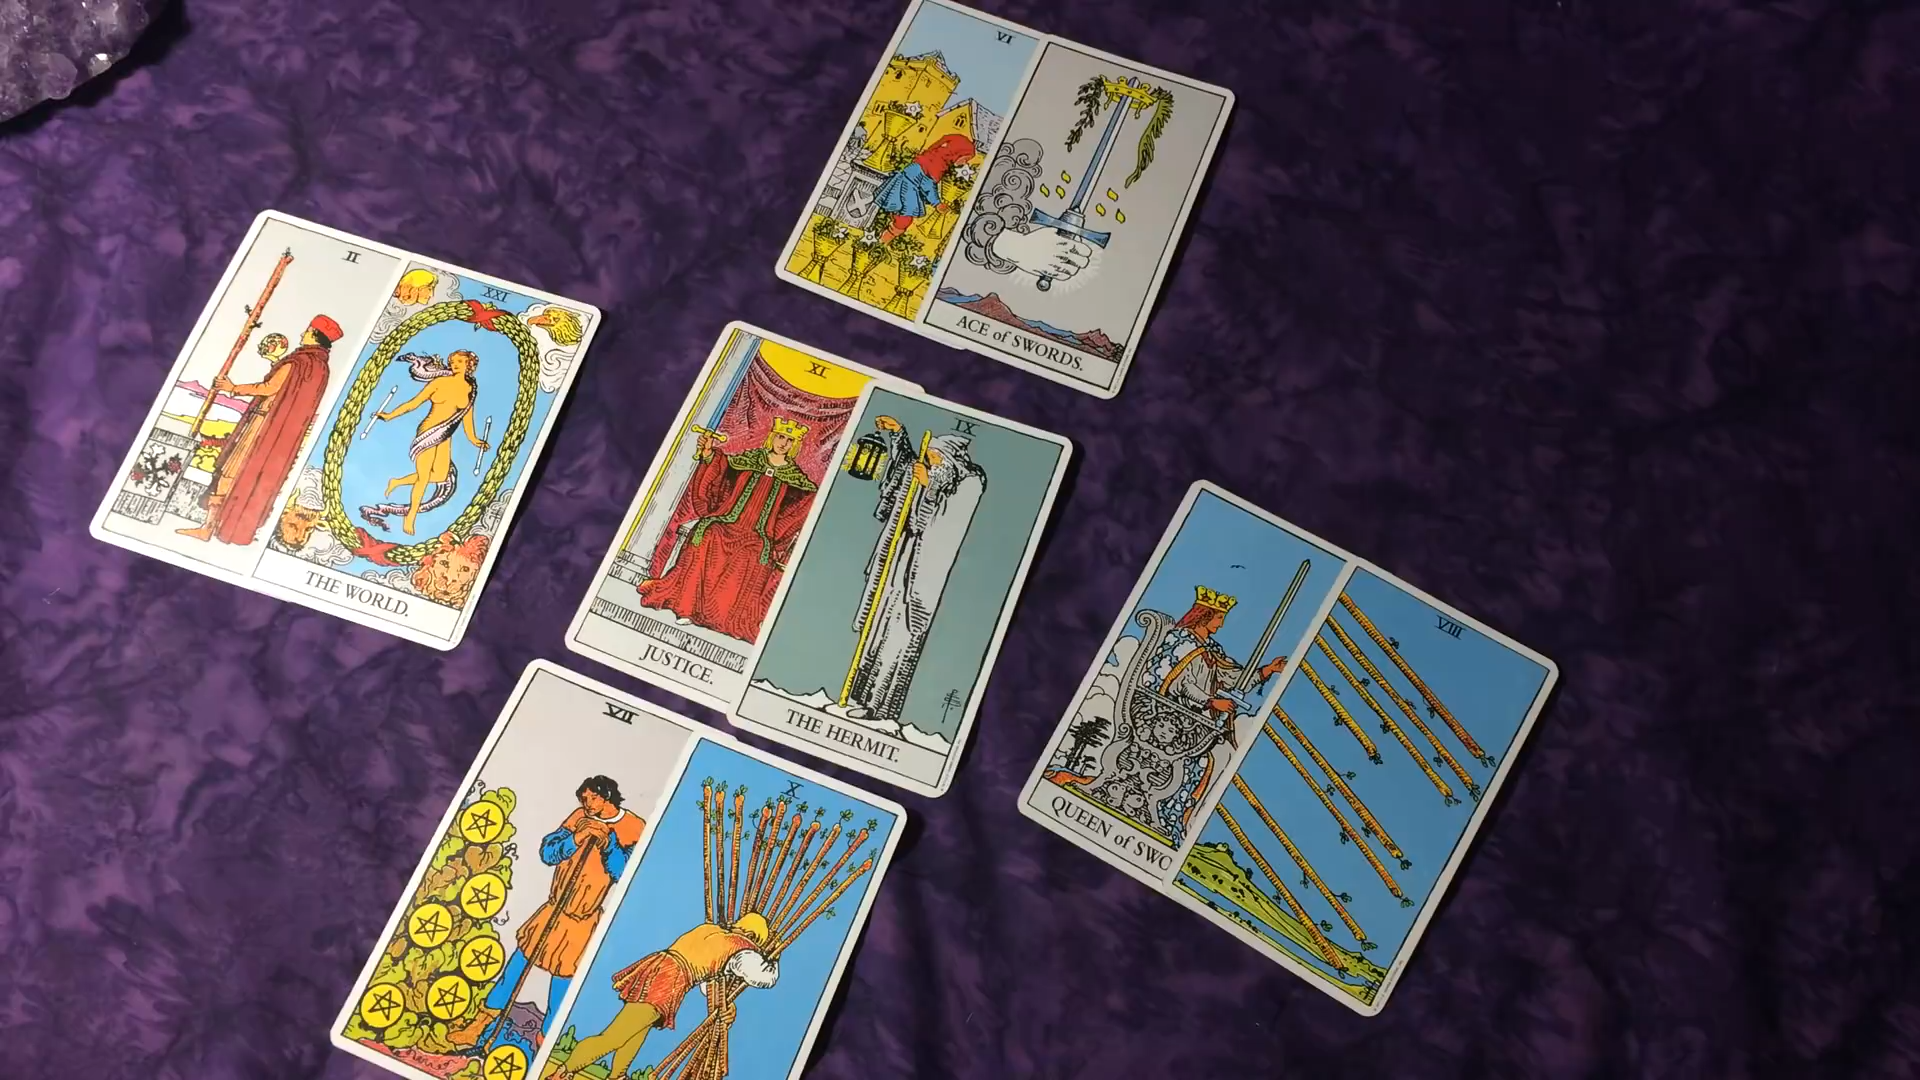 VI
ACE of SWORDS.
II
XXI
THE WORLD.
XI
JUSTICE.
IX
THE HERMIT.
QUEEN of SWO
VIII
VII
X